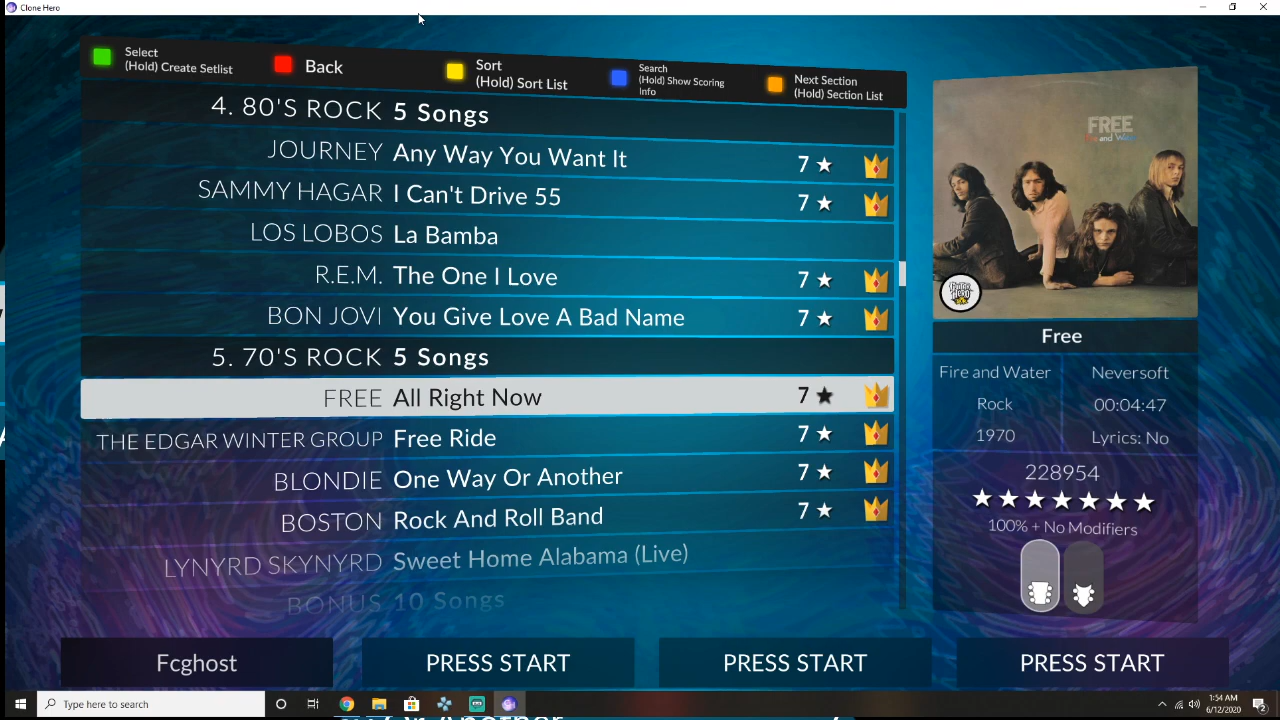 Clone Hero
Select
(Hold) Create Setlist
Back
Sort
(Hold) Sort List
Search
(Hold) Show Scoring
Info
Next Section
(Hold) Section List
4. 80'S ROCK 5 Songs
JOURNEY Any Way You Want It 7 ★
SAMMY HAGAR I Can't Drive 55 7 ★
LOS LOBOS La Bamba
R.E.M. The One I Love 7 ★
BON JOVI You Give Love A Bad Name 7 ★
5. 70'S ROCK 5 Songs
FREE All Right Now 7 ★
THE EDGAR WINTER GROUP Free Ride 7 ★
BLONDIE One Way Or Another 7 ★
BOSTON Rock And Roll Band 7 ★
LYNYRD SKYNYRD Sweet Home Alabama (Live)
BONUS 10 Songs
FREE
Fire and Water
GUITAR
HERO
Free
Fire and Water
Neversoft
Rock
00:04:47
1970
Lyrics: No
228954
★★★★★★★
100% + No Modifiers
Fcghost
PRESS START
PRESS START
PRESS START
Type here to search
1:54 AM
6/12/2020
2